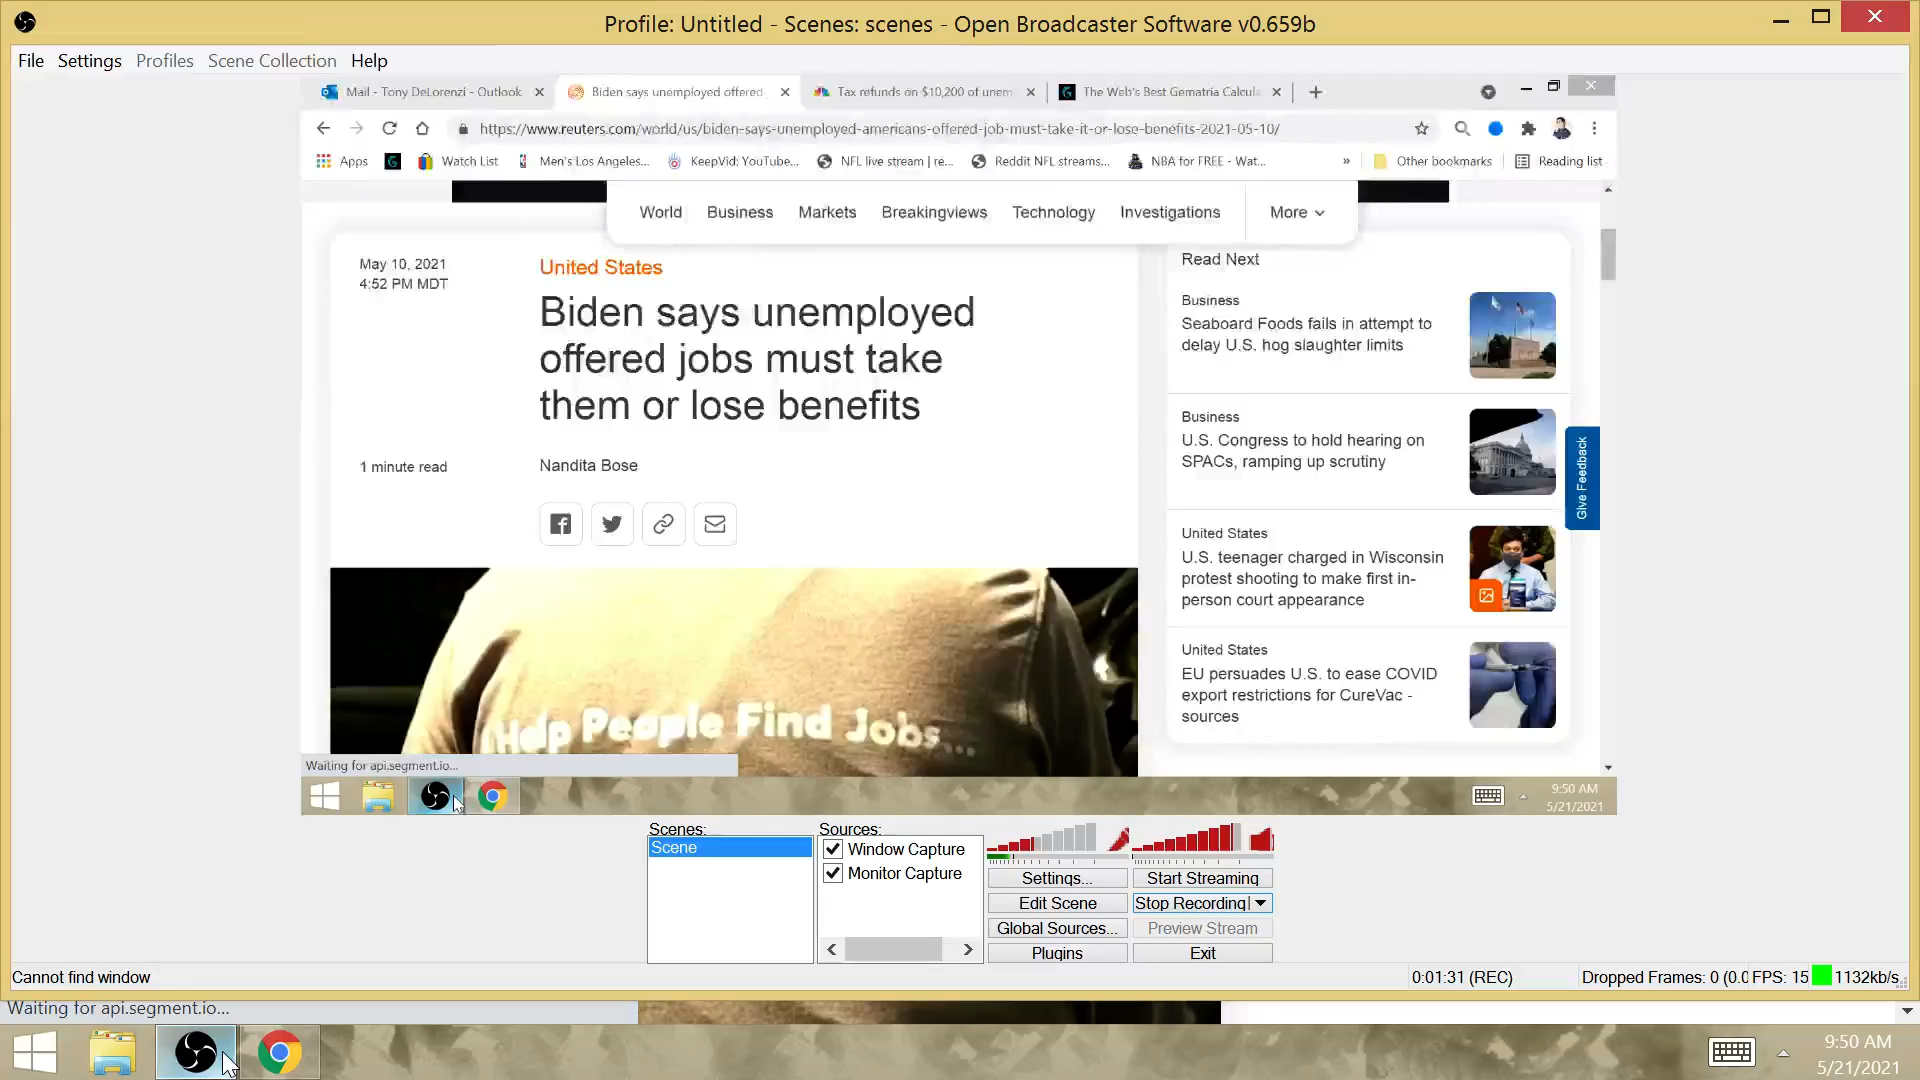 Profile: Untitled - Scenes: scenes - Open Broadcaster Software v0.659b
File Settings Profiles Scene Collection Help
Mail - Tony DeLorenzi - Outlook
Biden says unemployed offered
Tax refunds on $10,200 of unem
The Web's Best Gematria Calcula
https://www.reuters.com/world/us/biden-says-unemployed-americans-offered-job-must-take-it-or-lose-benefits-2021-05-10/
Apps
Watch List
Men's Los Angeles...
KeepVid: YouTube...
NFL live stream | re...
Reddit NFL streams...
NBA for FREE - Wat...
»
Other bookmarks
Reading list
World Business Markets Breakingviews Technology Investigations More
May 10, 2021
4:52 PM MDT
United States
Biden says unemployed
offered jobs must take
them or lose benefits
1 minute read
Nandita Bose
Help People Find Jobs...
Read Next
Business
Seaboard Foods fails in attempt to
delay U.S. hog slaughter limits
Business
U.S. Congress to hold hearing on
SPACs, ramping up scrutiny
United States
U.S. teenager charged in Wisconsin
protest shooting to make first in-
person court appearance
United States
EU persuades U.S. to ease COVID
export restrictions for CureVac -
sources
Give Feedback
Waiting for api.segment.io...
9:50 AM
5/21/2021
Scenes:
Scene
Sources:
Window Capture
Monitor Capture
Settings...
Start Streaming
Edit Scene
Stop Recording
Global Sources...
Preview Stream
Plugins
Exit
Cannot find window
0:01:31 (REC)
Dropped Frames: 0 (0.0
FPS: 15
1132kb/s
Waiting for api.segment.io...
9:50 AM
5/21/2021